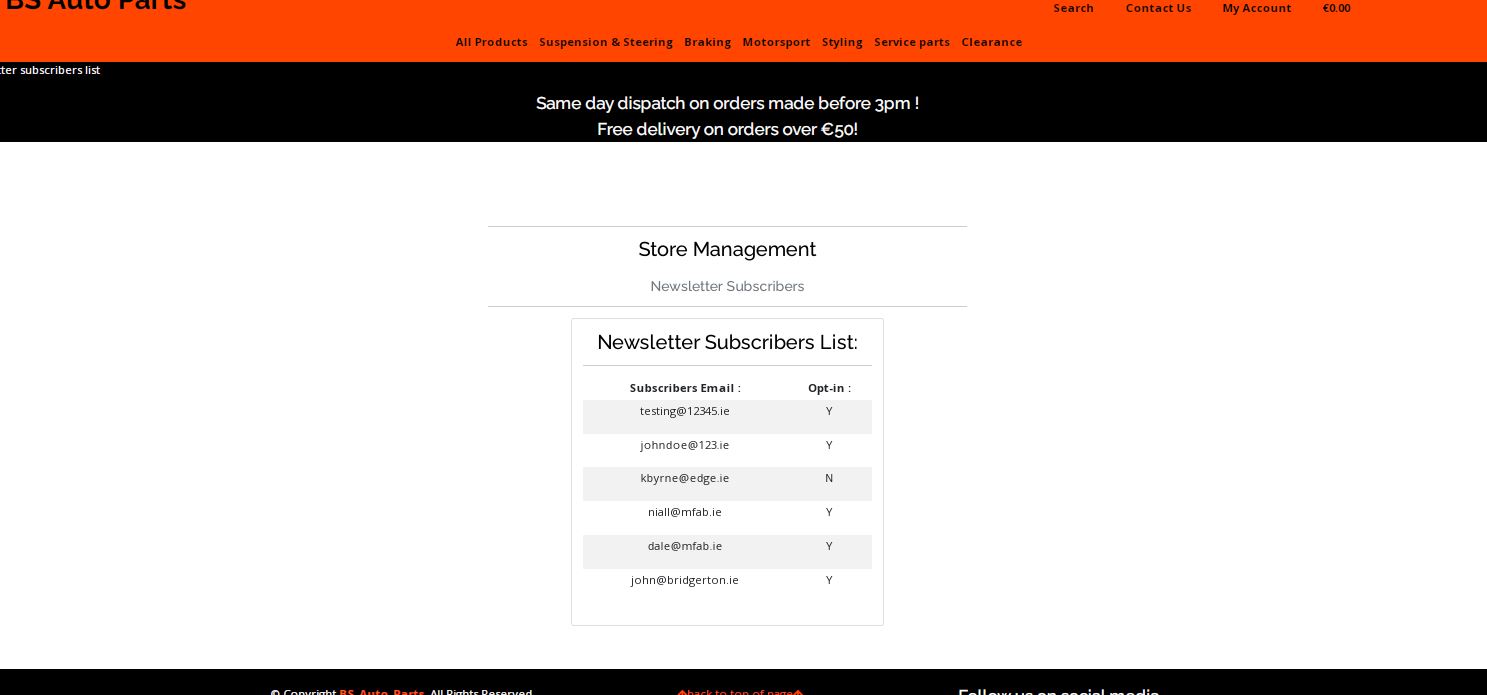 BS Auto Parts
Search Contact Us My Account €0.00
All Products Suspension & Steering Braking Motorsport Styling Service parts Clearance
subscribers list
Same day dispatch on orders made before 3pm !
Free delivery on orders over €50!
Store Management
Newsletter Subscribers
Newsletter Subscribers List:
Subscribers Email : Opt-in :
testing@12345.ie Y
johndoe@123.ie Y
kbyrne@edge.ie N
niall@mfab.ie Y
dale@mfab.ie Y
john@bridgerton.ie Y
© Copyright BS Auto Parts. All Rights Reserved back to top of page Follow us on social media